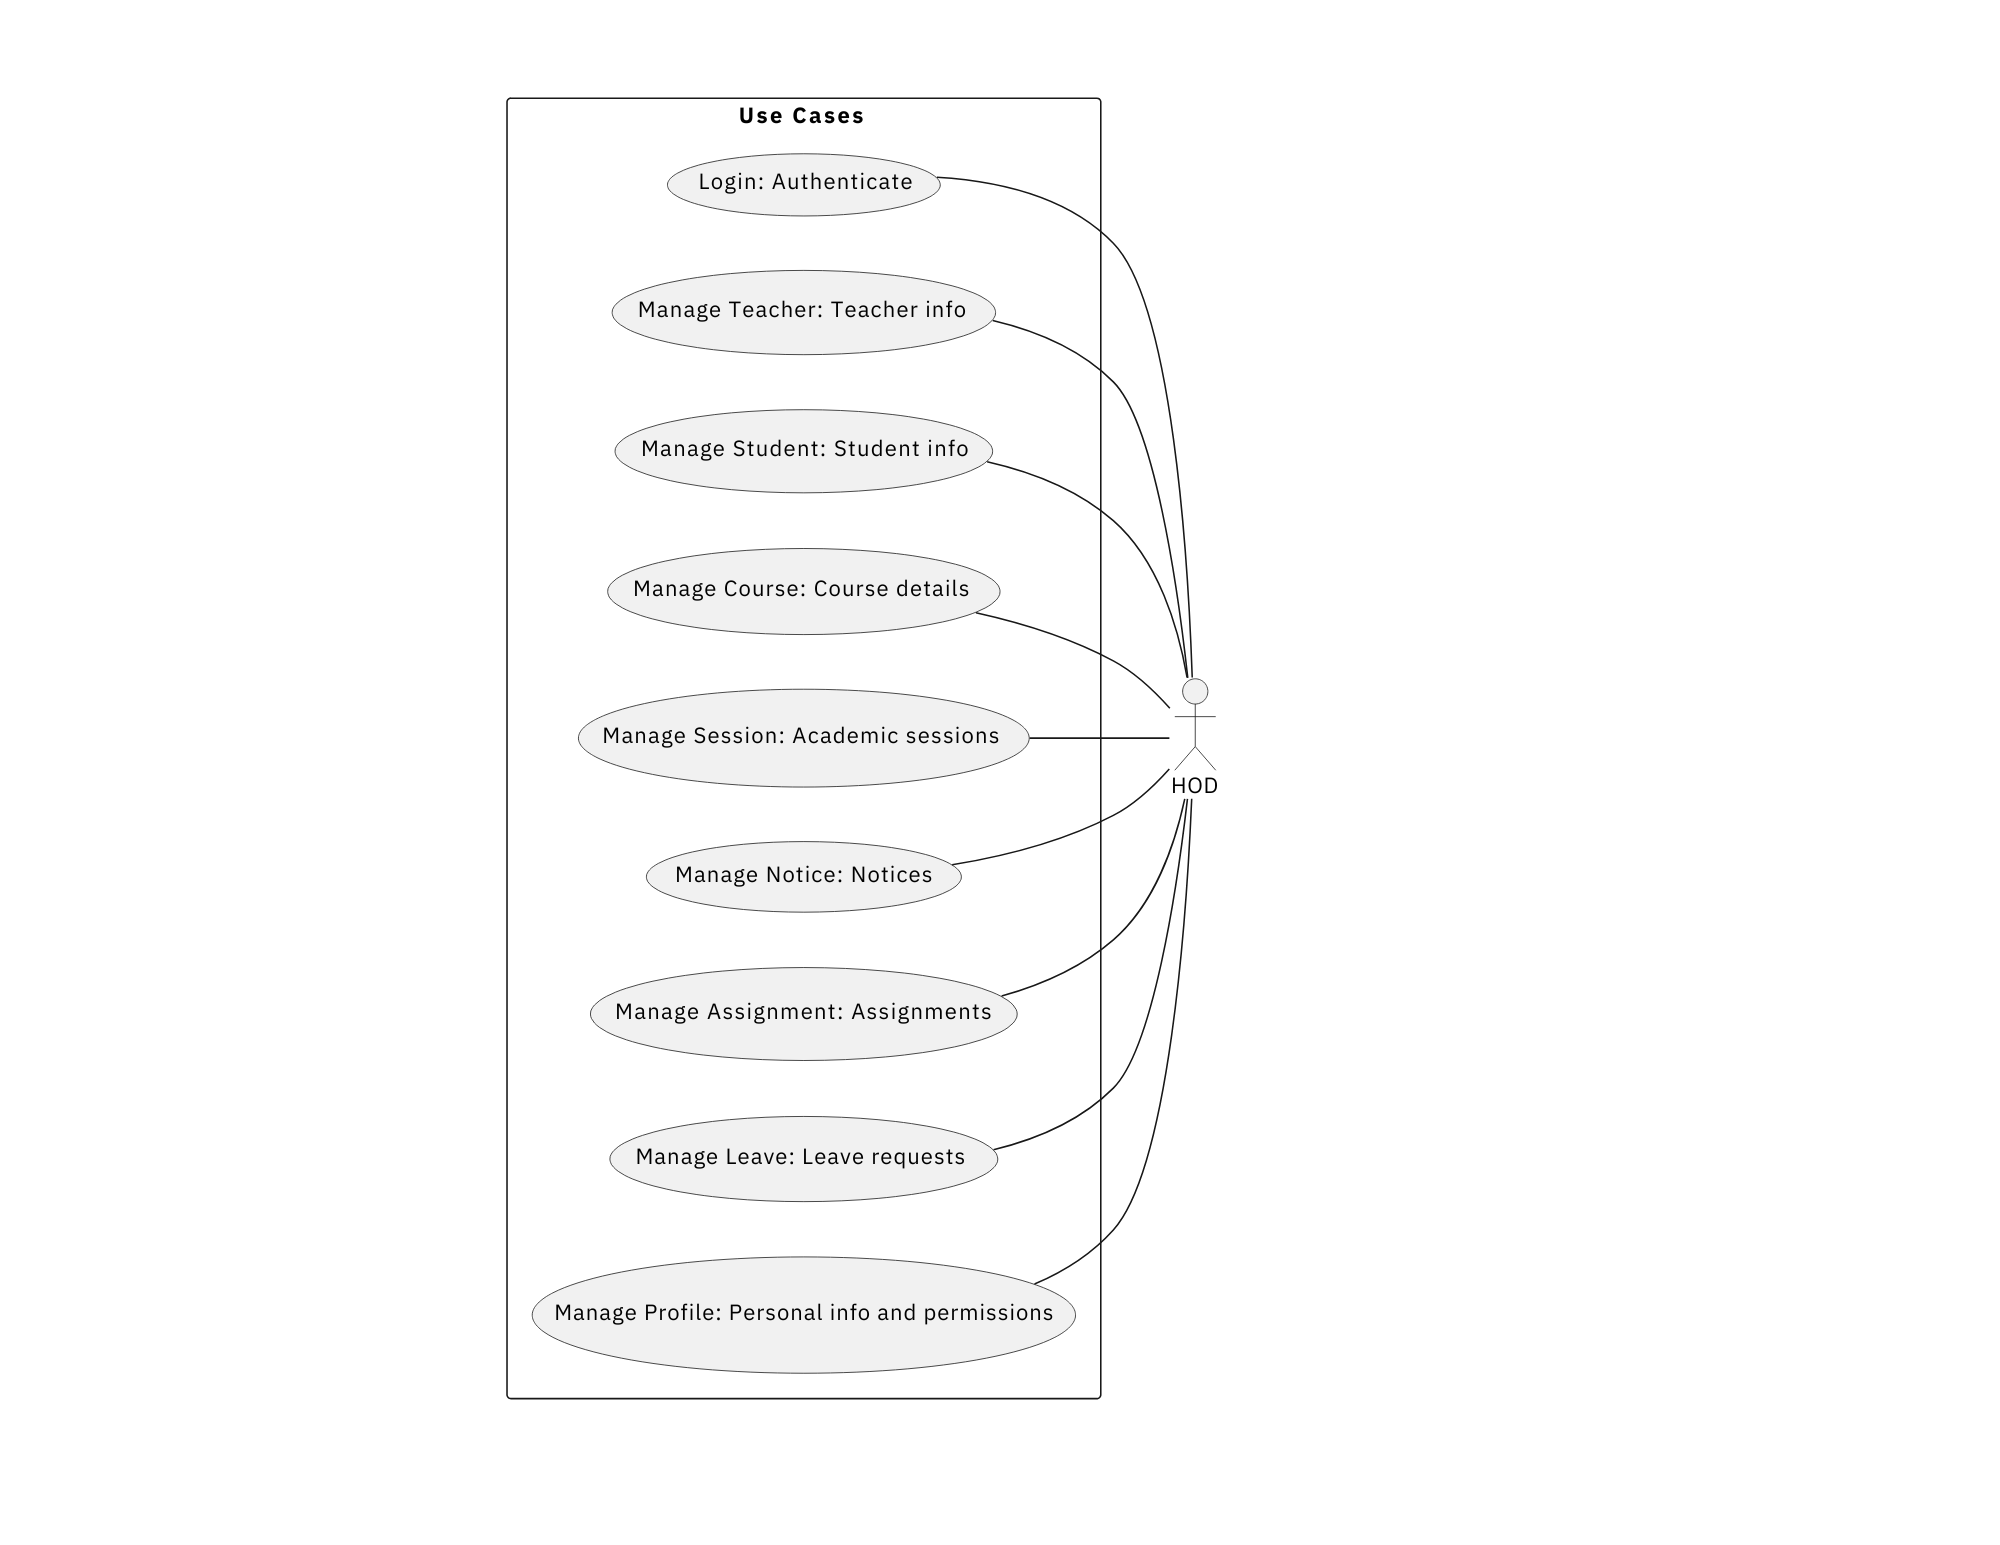 Use Cases
Login: Authenticate
Manage Teacher: Teacher info
Manage Student: Student info
Manage Course: Course details
Manage Session: Academic sessions
HOD
Manage Notice: Notices
Manage Assignment: Assignments
Manage Leave: Leave requests
Manage Profile: Personal info and permissions